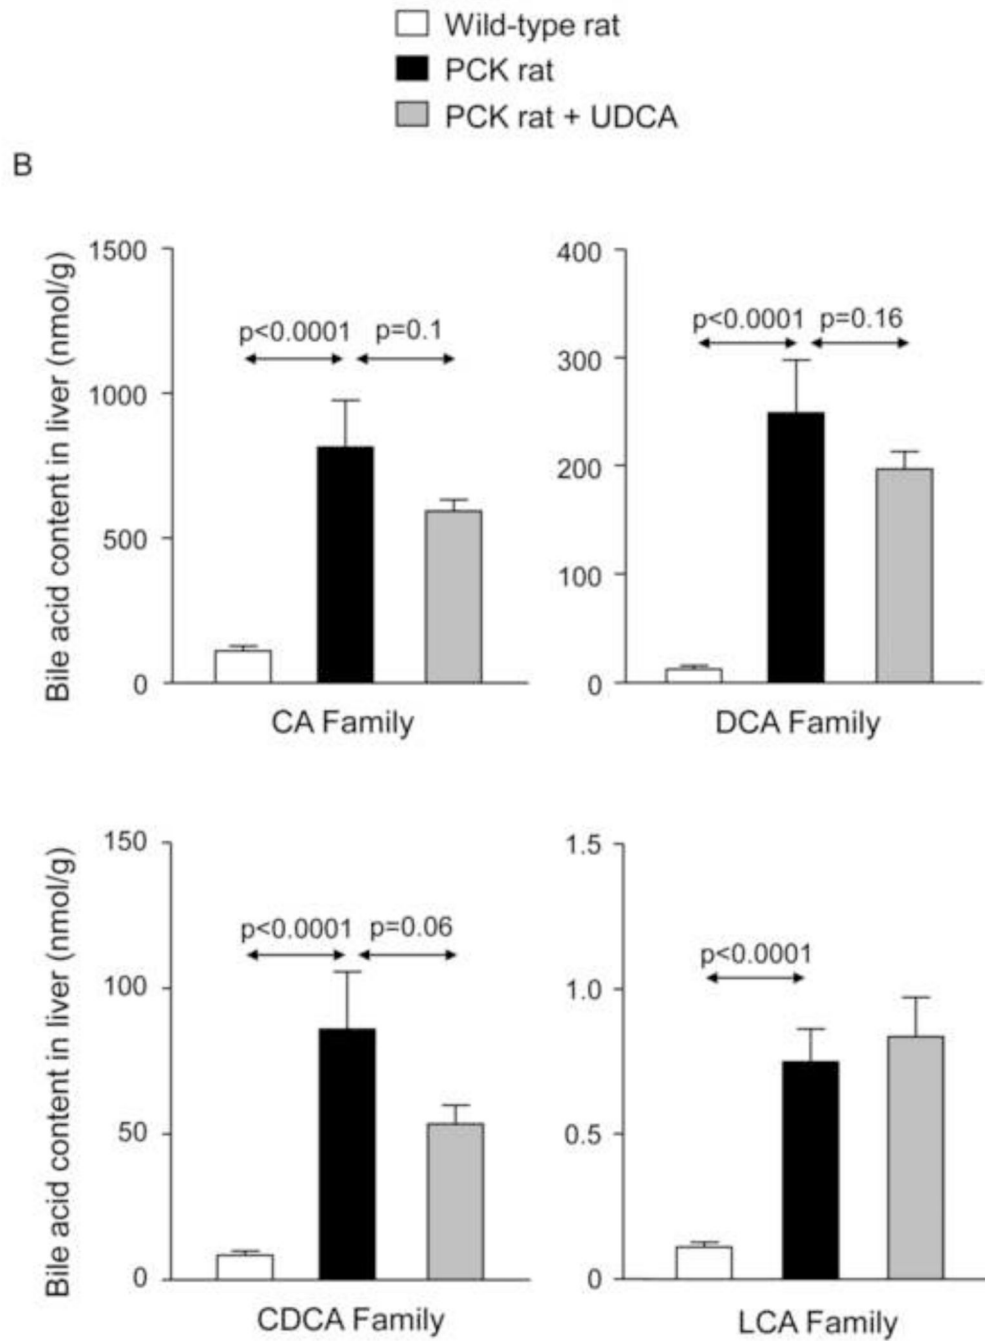 Wild-type rat
PCK rat
PCK rat + UDCA
B
Bile acid content in liver (nmol/g)
1500
1000
500
0
p<0.0001
p=0.1
CA Family
400
300
200
100
0
p<0.0001
p=0.16
DCA Family
Bile acid content in liver (nmol/g)
150
100
50
0
p<0.0001
p=0.06
CDCA Family
1.5
1.0
0.5
0
p<0.0001
LCA Family